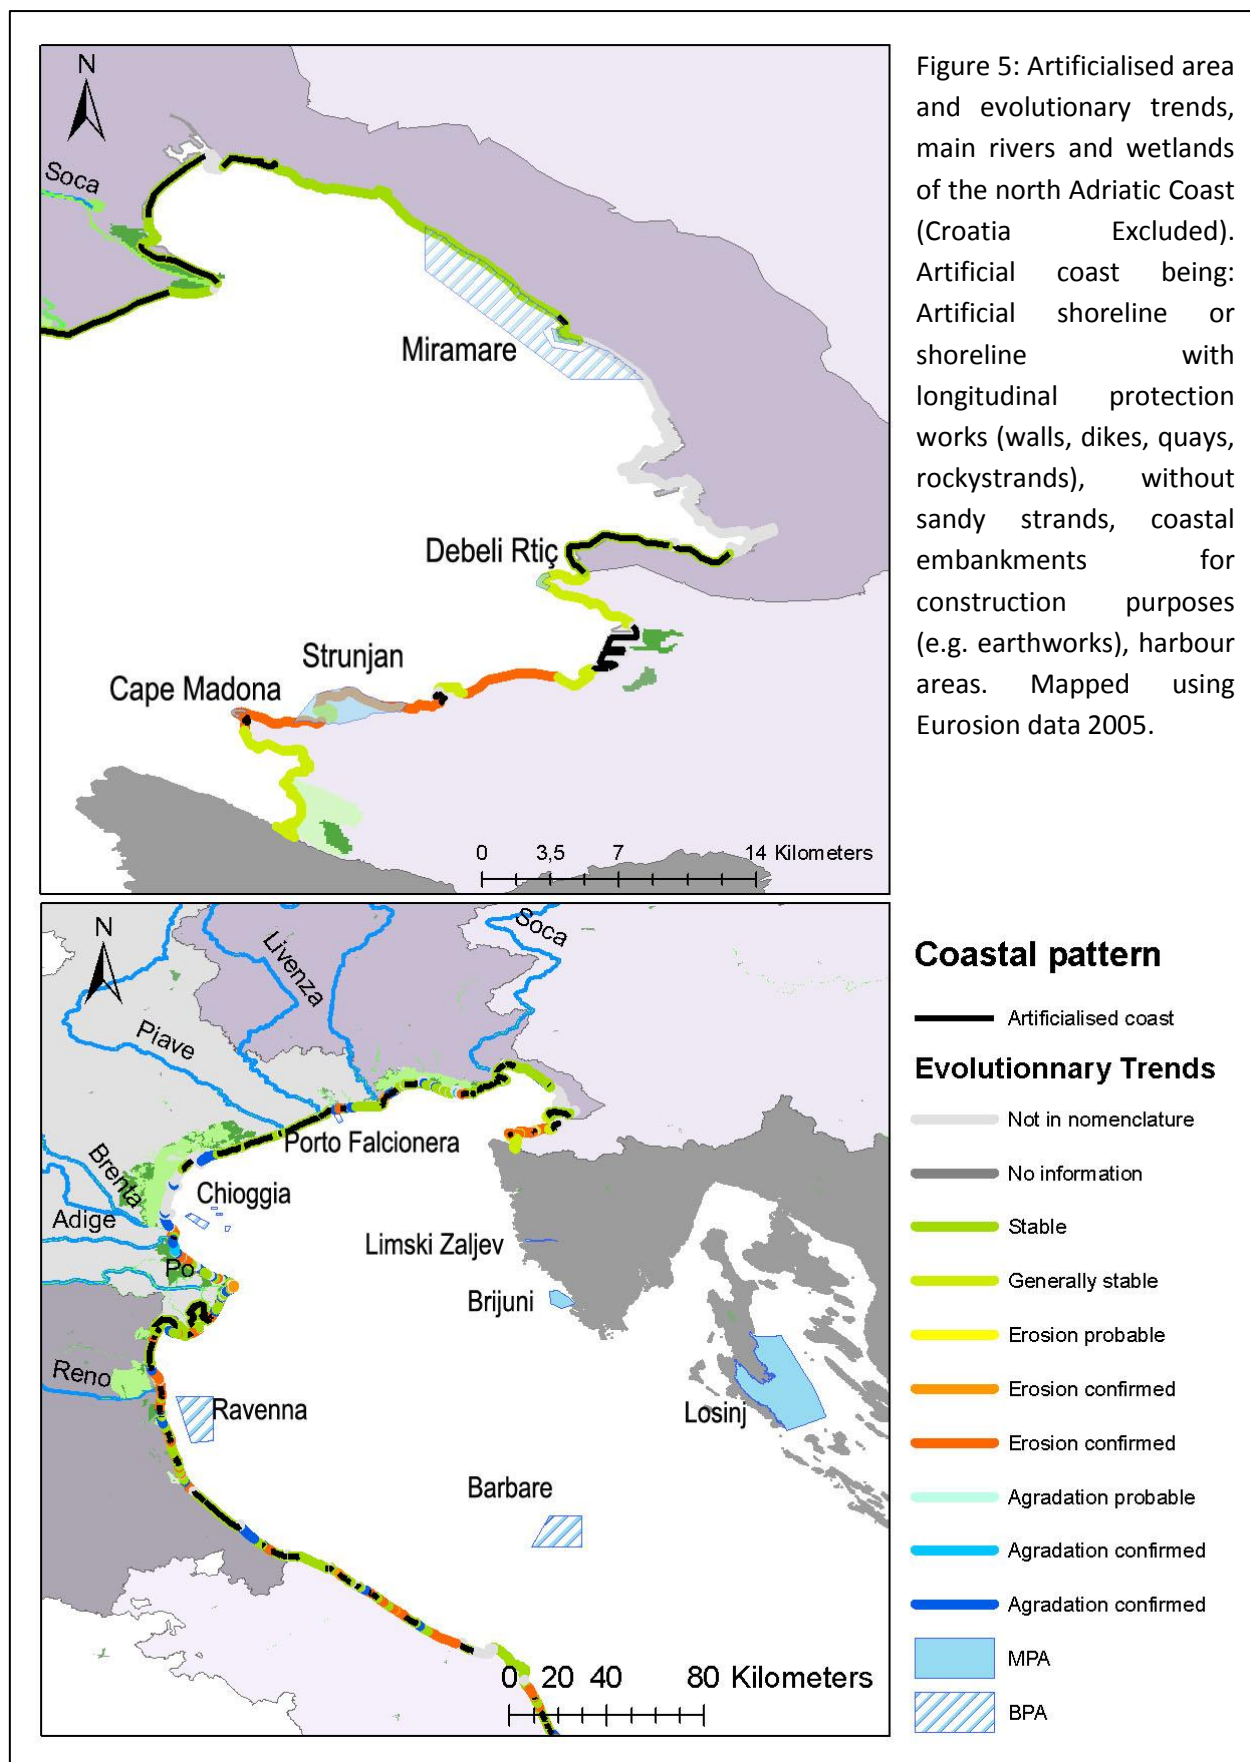 Figure 5: Artificialised area
and evolutionary trends,
main rivers and wetlands
of the north Adriatic Coast
(Croatia Excluded).
Artificial coast being:
Artificial shoreline or
shoreline with
longitudinal protection
works (walls, dikes, quays,
rockystrands), without
sandy strands, coastal
embankments for
construction purposes
(e.g. earthworks), harbour
areas. Mapped using
Eurosion data 2005.
N
Soca
Miramare
Debeli Rtiç
Strunjan
Cape Madona
0 3,5 7 14 Kilometers
N
Soca
Livenza
Piave
Porto Falcionera
Brenta
Chioggia
Adige
Limski Zaljev
Po
Brijuni
Reno
Ravenna
Losinj
Barbare
0 20 40 80 Kilometers
Coastal pattern
Artificialised coast
Evolutionnary Trends
Not in nomenclature
No information
Stable
Generally stable
Erosion probable
Erosion confirmed
Erosion confirmed
Agradation probable
Agradation confirmed
Agradation confirmed
MPA
BPA